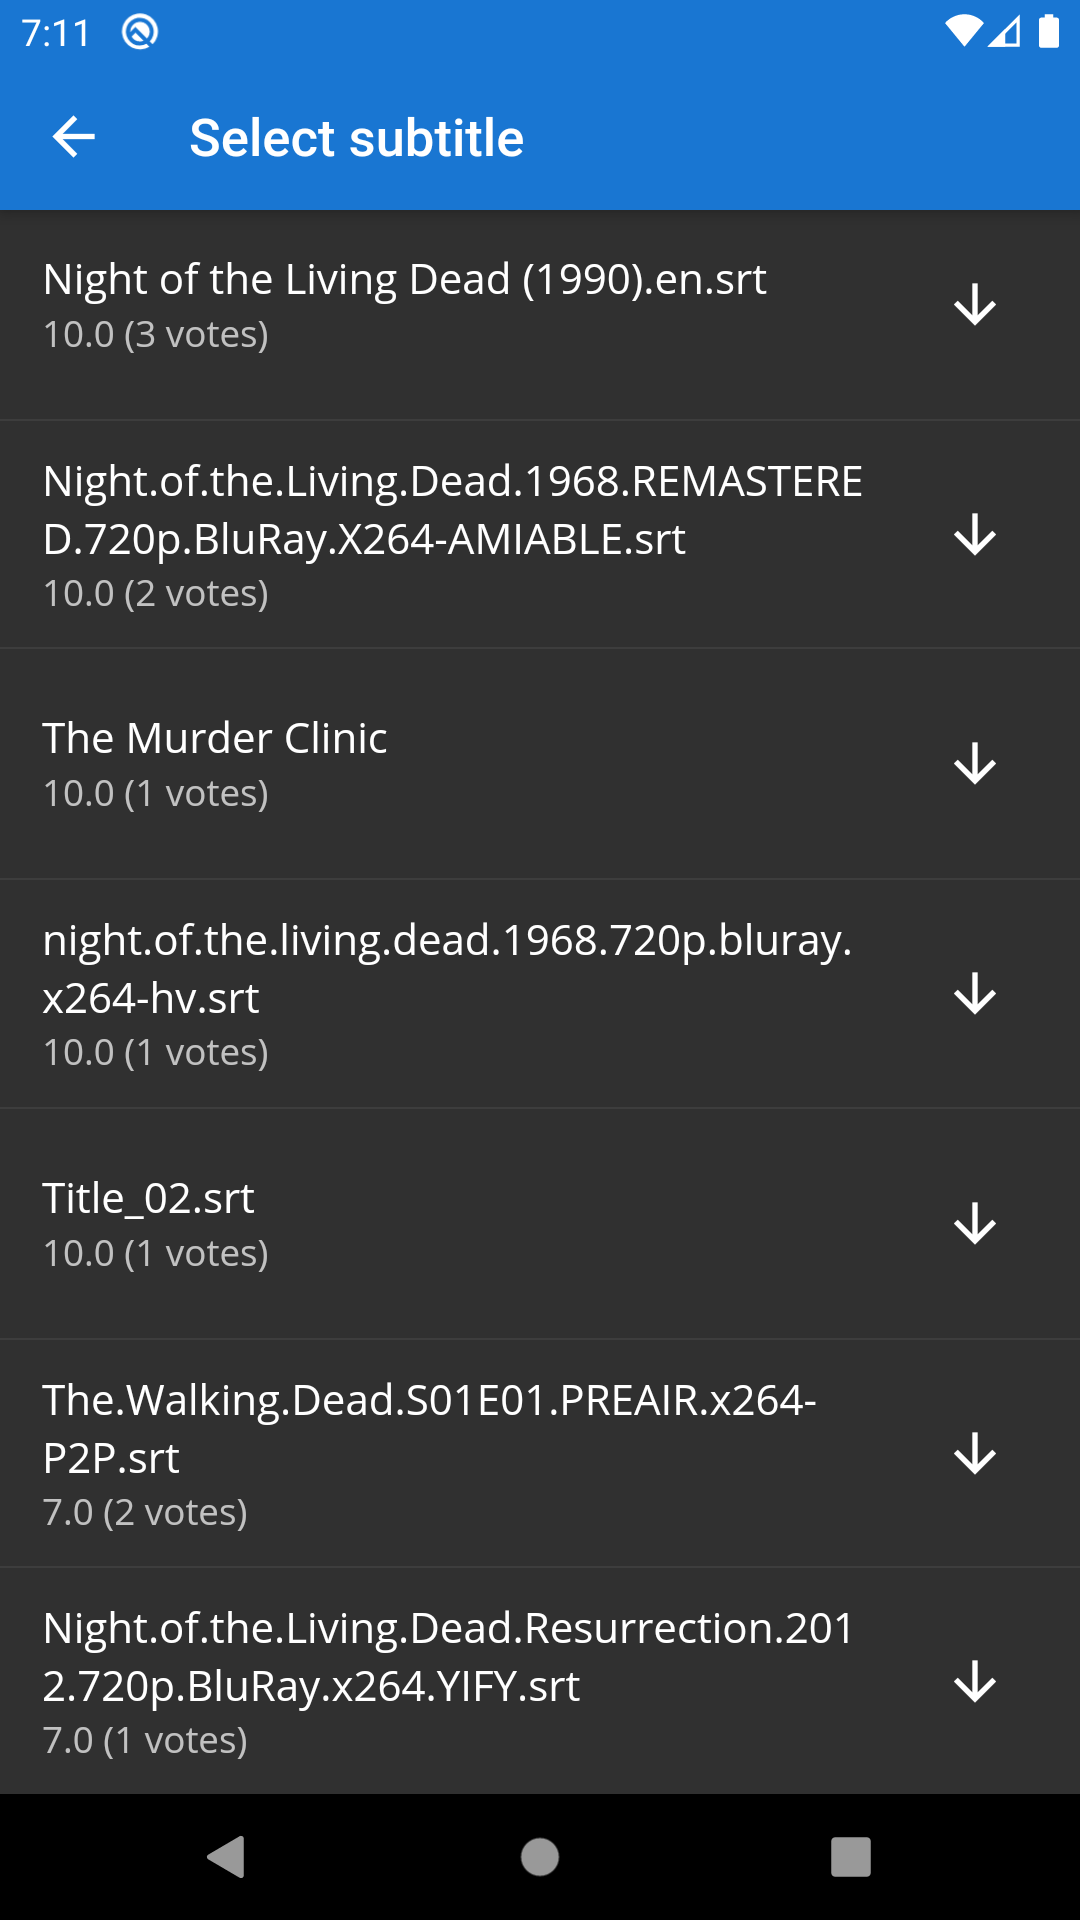 7:11
Select subtitle
Night of the Living Dead (1990).en.srt
10.0 (3 votes)
Night.of.the.Living.Dead.1968.REMASTERE
D.720p.BluRay.X264-AMIABLE.srt
10.0 (2 votes)
The Murder Clinic
10.0 (1 votes)
night.of.the.living.dead.1968.720p.bluray.
x264-hv.srt
10.0 (1 votes)
Title_02.srt
10.0 (1 votes)
The.Walking.Dead.S01E01.PREAIR.x264-
P2P.srt
7.0 (2 votes)
Night.of.the.Living.Dead.Resurrection.201
2.720p.BluRay.x264.YIFY.srt
7.0 (1 votes)